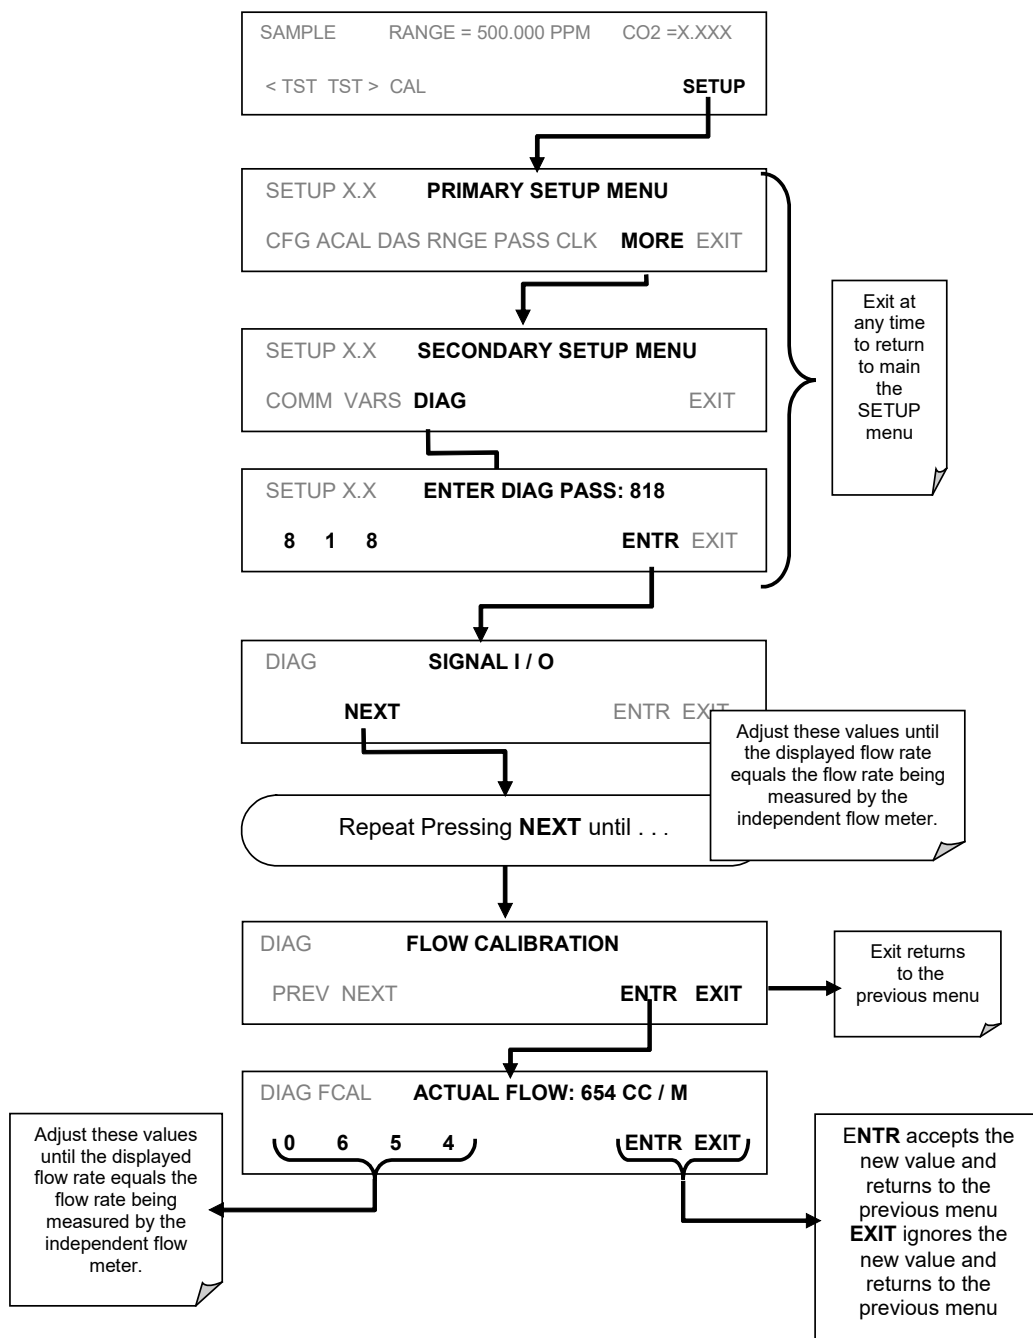 SAMPLE RANGE = 500.000 PPM CO2 =X.XXX
< TST TST > CAL SETUP
SETUP X.X PRIMARY SETUP MENU
CFG ACAL DAS RNGE PASS CLK MORE EXIT
Exit at
any time
to return
to main
the
SETUP
menu
SETUP X.X SECONDARY SETUP MENU
COMM VARS DIAG EXIT
SETUP X.X ENTER DIAG PASS: 818
8 1 8 ENTR EXIT
DIAG SIGNAL I / O
NEXT ENTR EXIT
Adjust these values until
the displayed flow rate
equals the flow rate being
measured by the
independent flow meter.
Repeat Pressing NEXT until . . .
DIAG FLOW CALIBRATION
PREV NEXT ENTR EXIT
Exit returns
to the
previous menu
DIAG FCAL ACTUAL FLOW: 654 CC / M
0 6 5 4 ENTR EXIT
Adjust these values
until the displayed
flow rate equals the
flow rate being
measured by the
independent flow
meter.
ENTR accepts the
new value and
returns to the
previous menu
EXIT ignores the
new value and
returns to the
previous menu